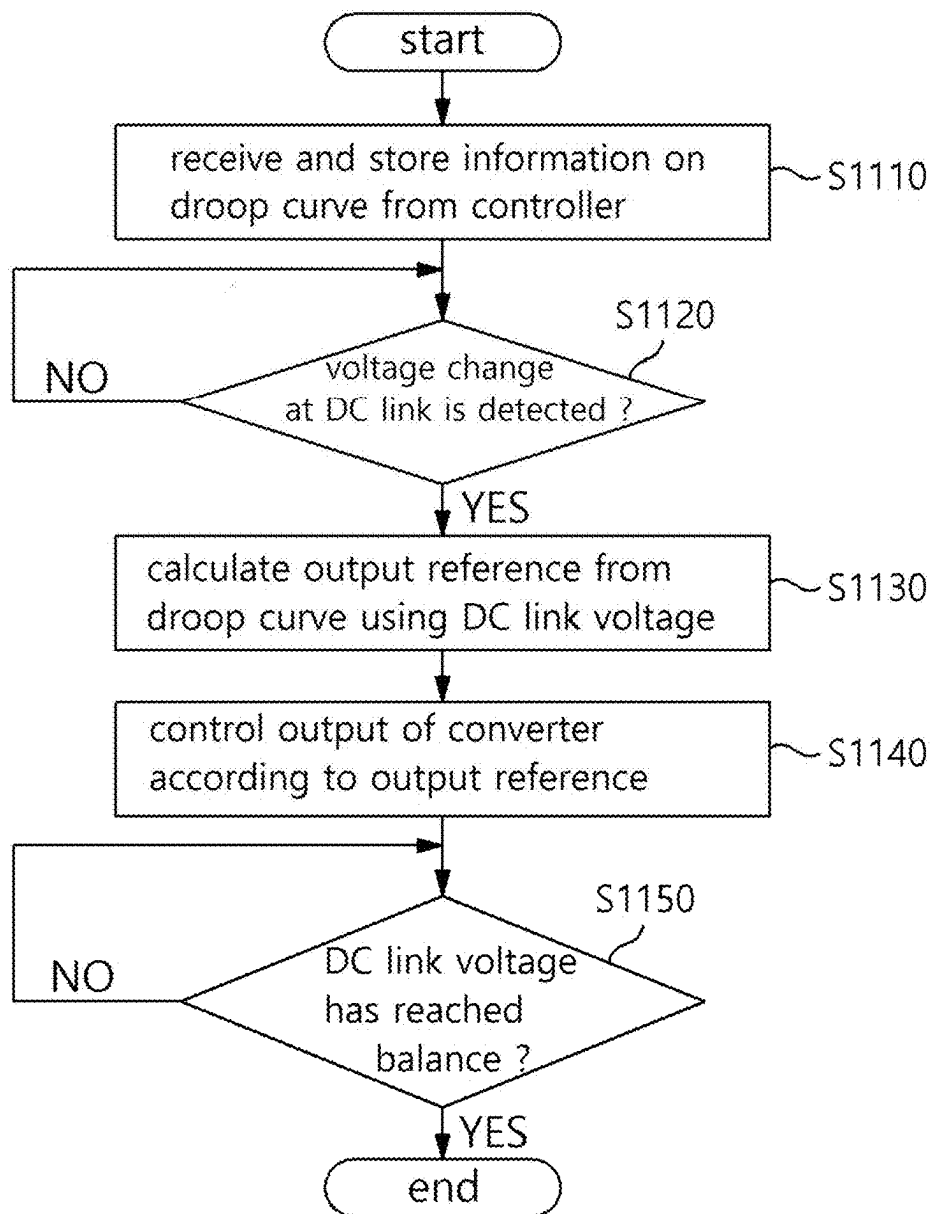 start
receive and store information on
droop curve from controller
S1110
S1120
voltage change
at DC link is detected ?
NO
YES
calculate output reference from
droop curve using DC link voltage
S1130
control output of converter
according to output reference
S1140
S1150
DC link voltage
has reached
balance ?
NO
YES
end